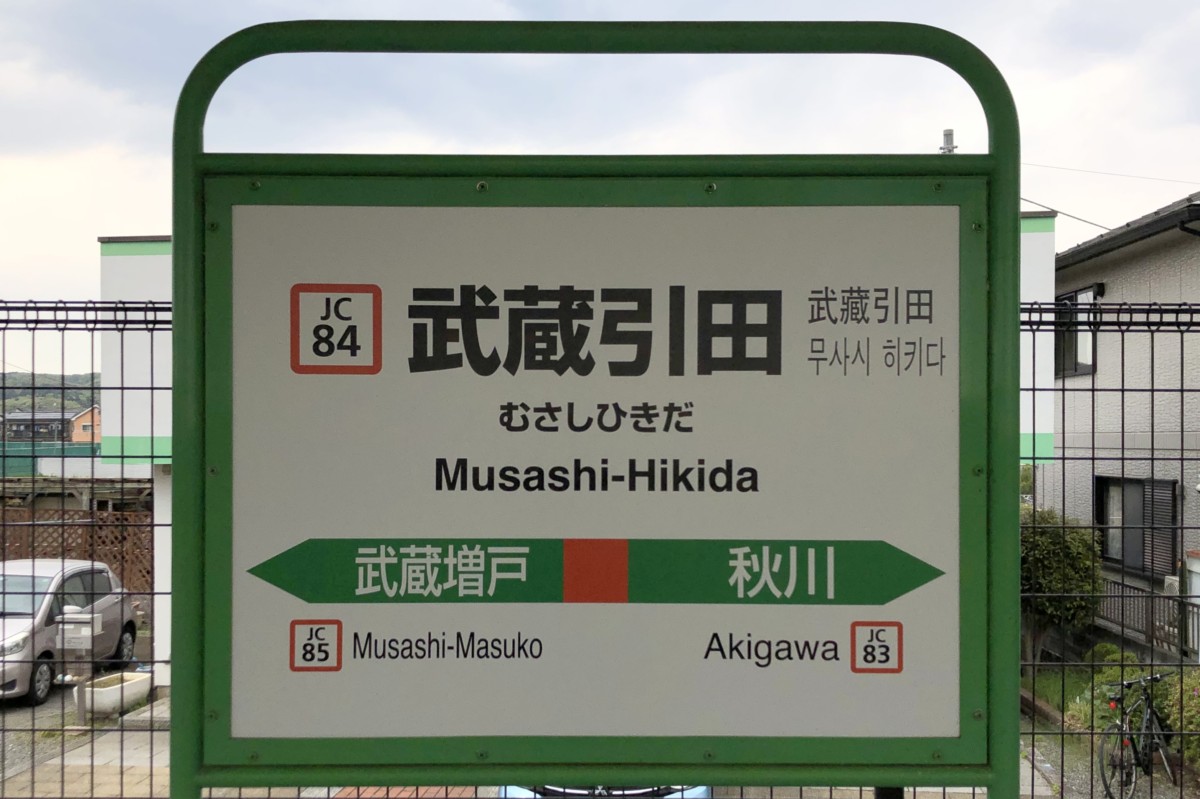 JC
84
武蔵引田
武藏引田
무사시 히키다
むさしひきだ
Musashi-Hikida
武蔵増戸
秋川
JC
85
Musashi-Masuko
Akigawa
JC
83